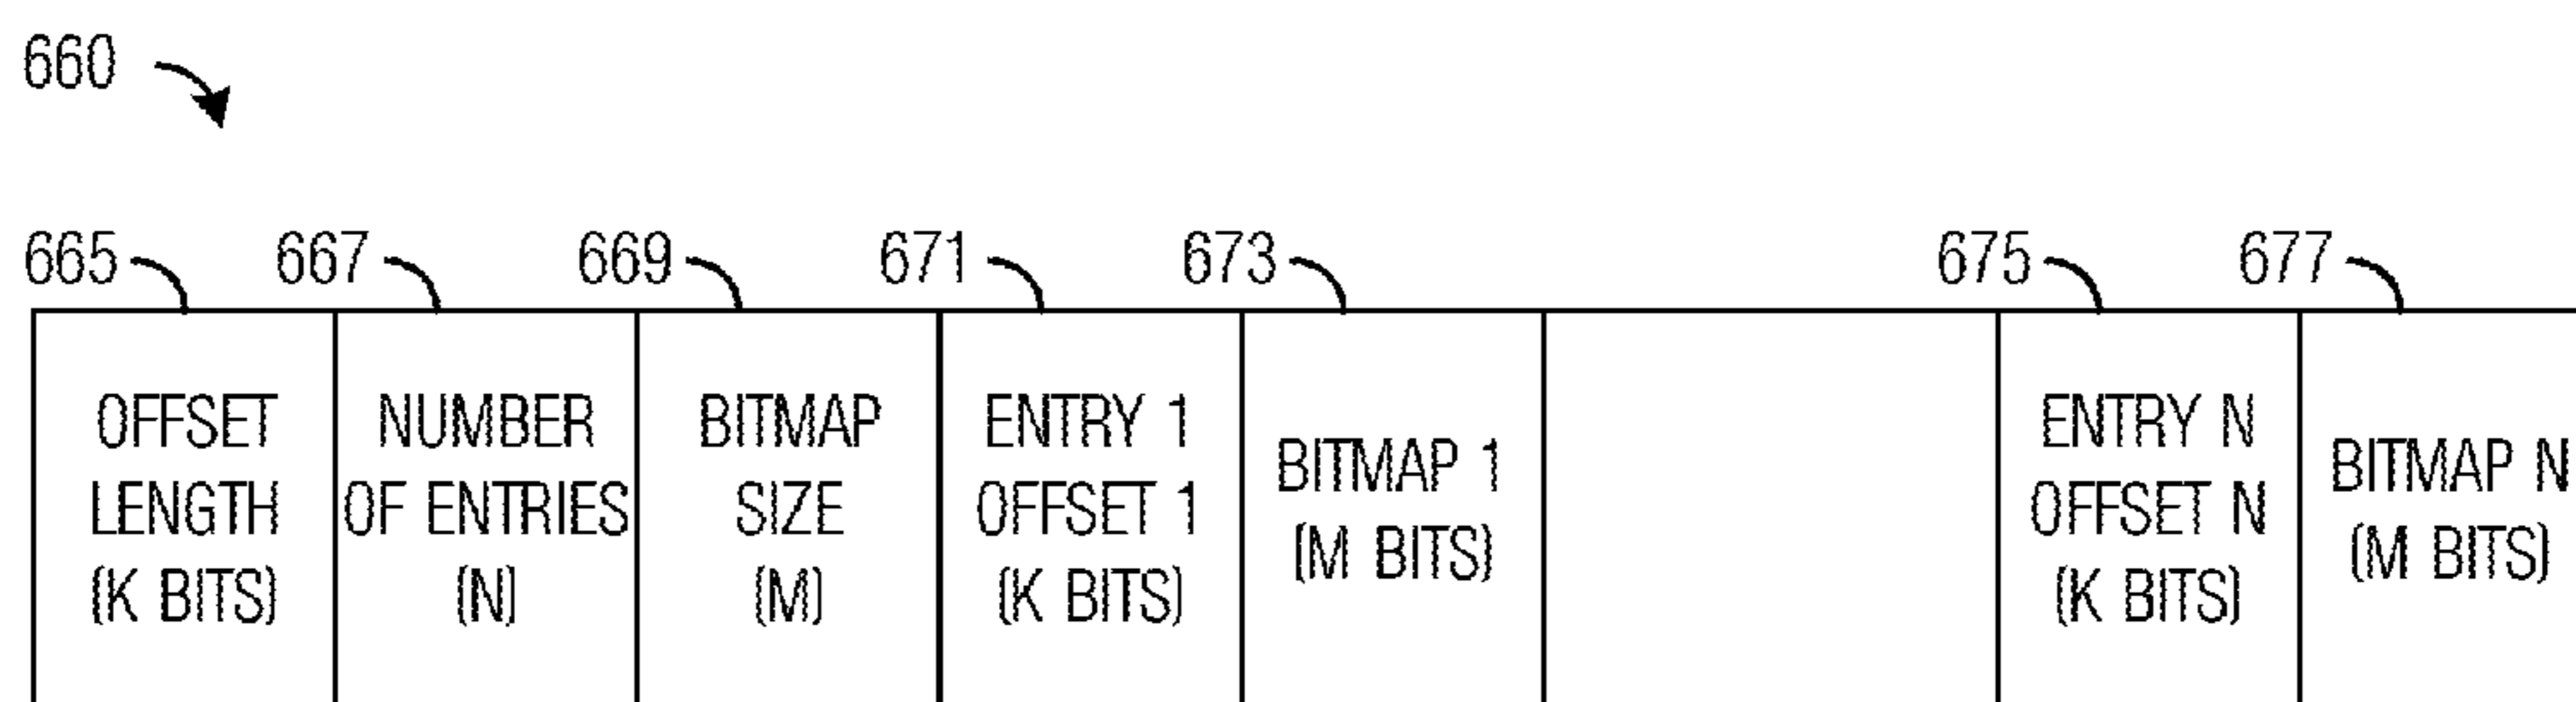 660
665
667
669
671
673
675
677
OFFSET
LENGTH
(K BITS)
NUMBER
OF ENTRIES
(N)
BITMAP
SIZE
(M)
ENTRY 1
OFFSET 1
(K BITS)
BITMAP 1
(M BITS)
ENTRY N
OFFSET N
(K BITS)
BITMAP N
(M BITS)